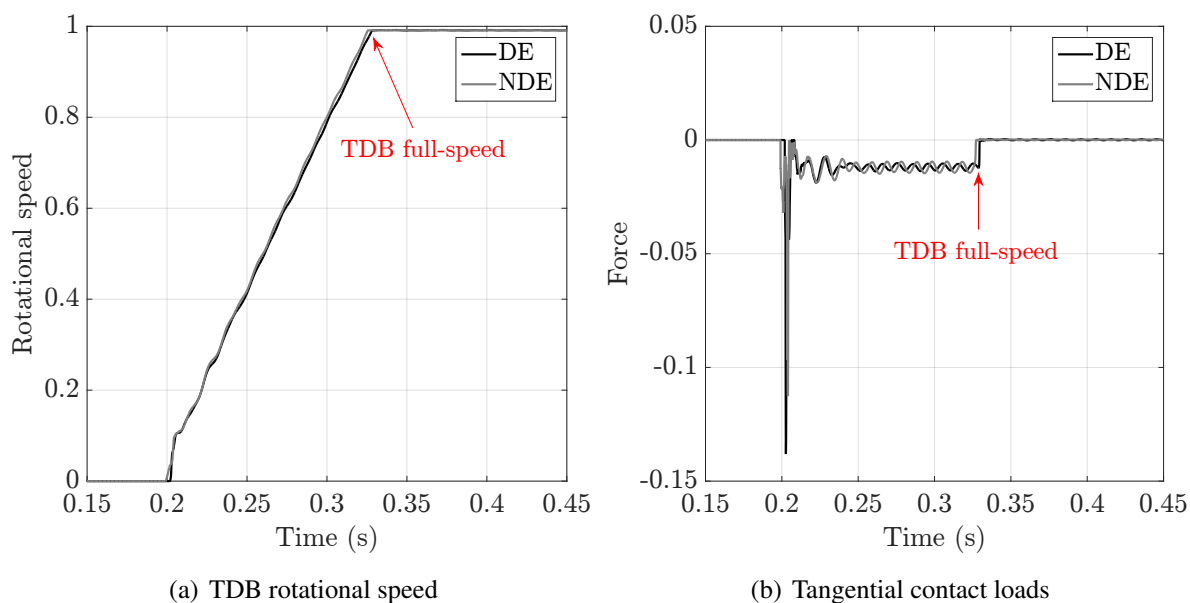 1
0.8
0.6
0.4
0.2
0
Rotational speed
DE
NDE
TDB full-speed
0.15 0.2 0.25 0.3 0.35 0.4 0.45
Time (s)
(a) TDB rotational speed
0.05
0
-0.05
-0.1
-0.15
Force
DE
NDE
TDB full-speed
0.15 0.2 0.25 0.3 0.35 0.4 0.45
Time (s)
(b) Tangential contact loads